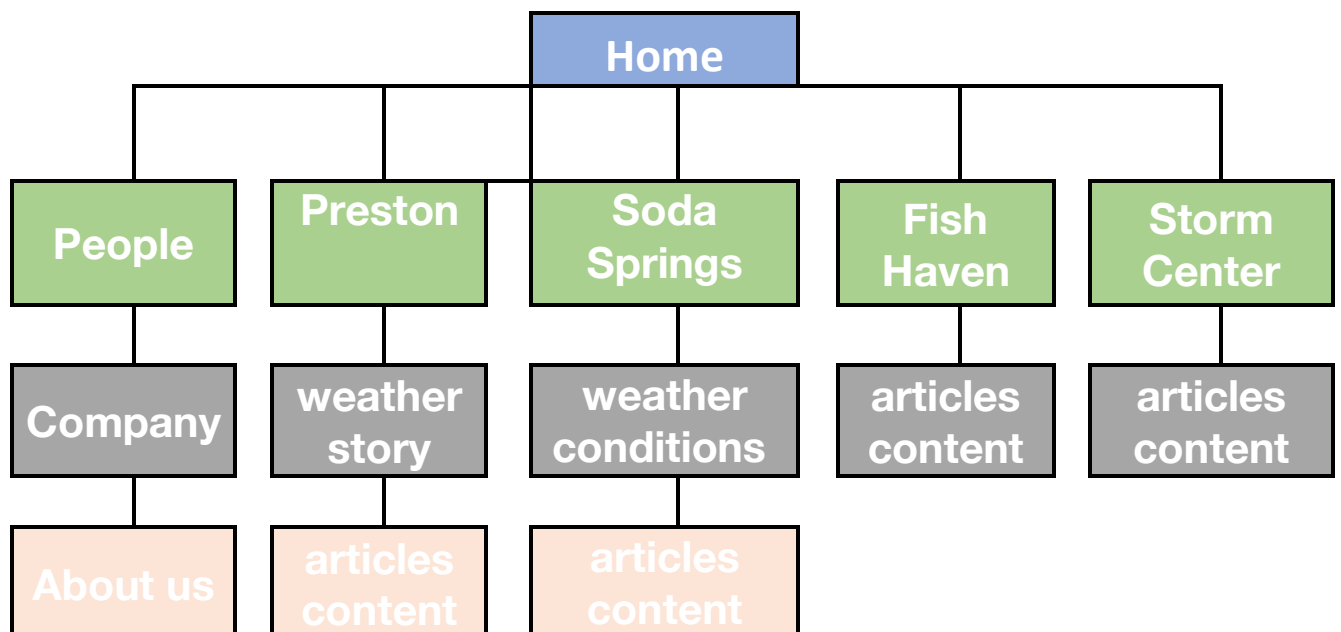 Home
People
Preston
Soda
Springs
Fish
Haven
Storm
Center
Company
weather
story
weather
conditions
articles
content
articles
content
About us
articles
content
articles
content